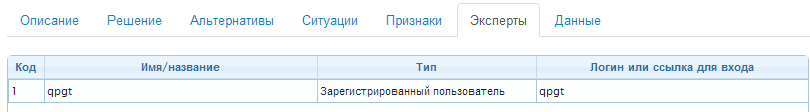 Описание Решение Альтернативы Ситуации Признаки Эксперты Данные
Код Имя/название Тип Логин или ссылка для входа
1 qpgt Зарегистрированный пользователь qpgt